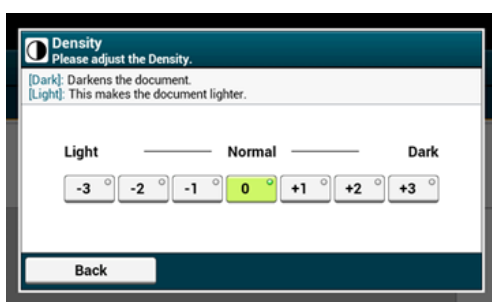 Density
Please adjust the Density.
[Dark]: Darkens the document.
[Light]: This makes the document lighter.
Light Normal Dark
-3 -2 -1 0 +1 +2 +3
Back